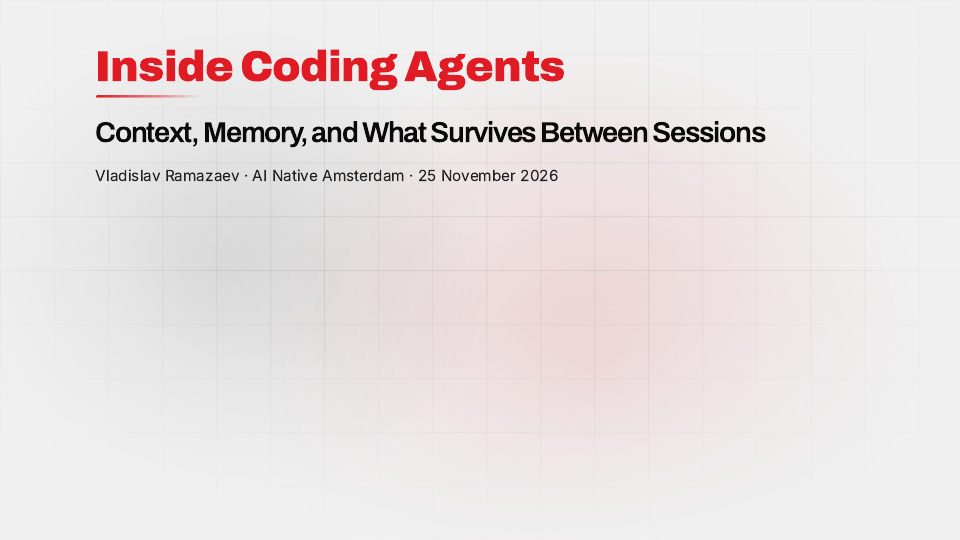 Inside Coding Agents
Context, Memory, and What Survives Between Sessions
Vladislav Ramazaev · AI Native Amsterdam · 25 November 2026